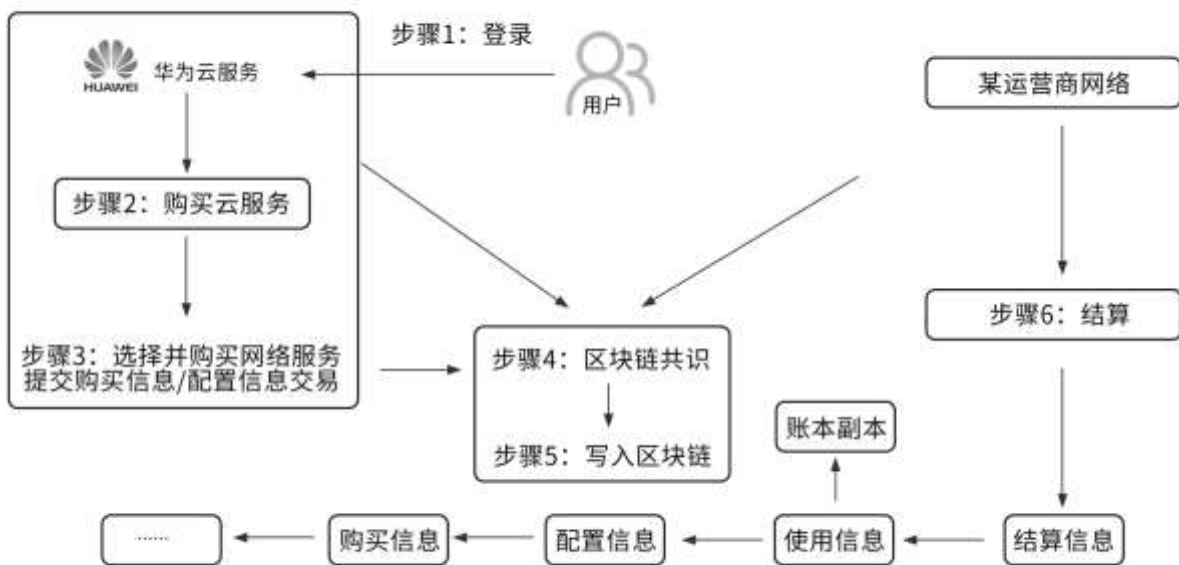 步骤1：登录
HUAWEI
华为云服务
用户
某运营商网络
步骤2：购买云服务
步骤3：选择并购买网络服务
提交购买信息/配置信息交易
步骤4：区块链共识
步骤5：写入区块链
步骤6：结算
账本副本
……
购买信息
配置信息
使用信息
结算信息